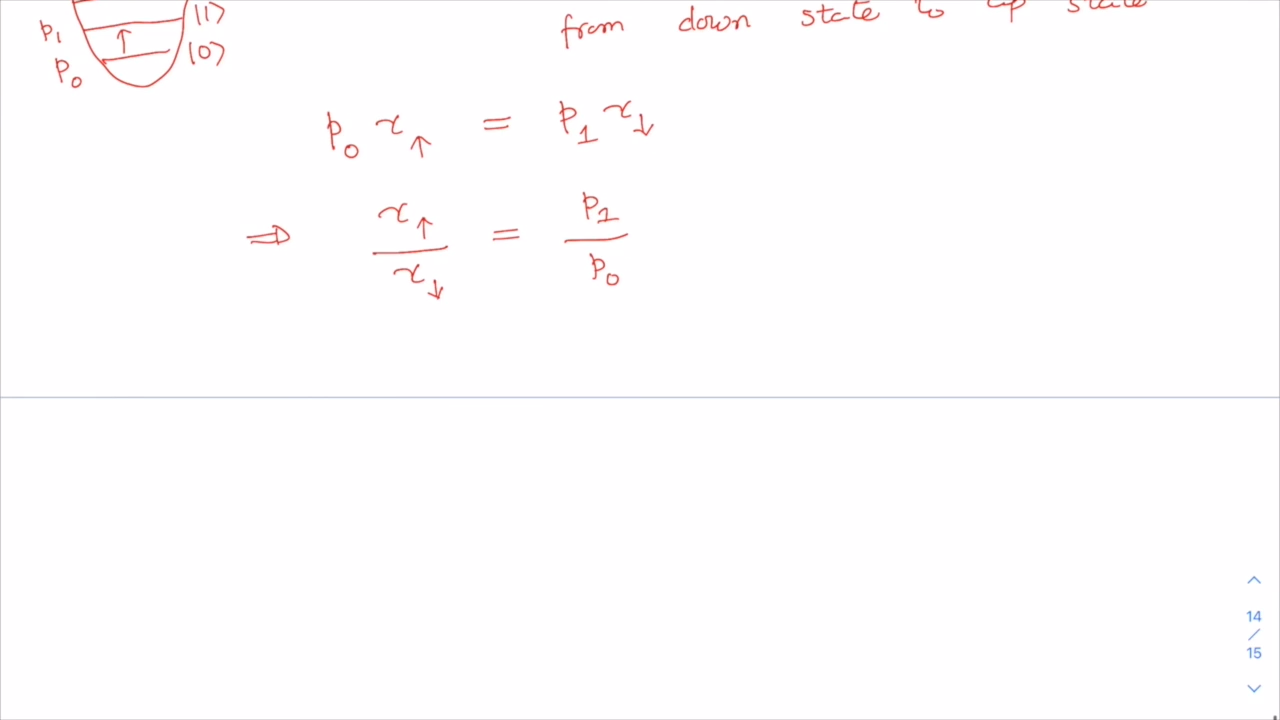 |1⟩
p₁
from down state to up state
|0⟩
p₀
p₀ r↑ = p₁ r↓
⇒ r↑ / r↓ = p₁ / p₀
14
/
15